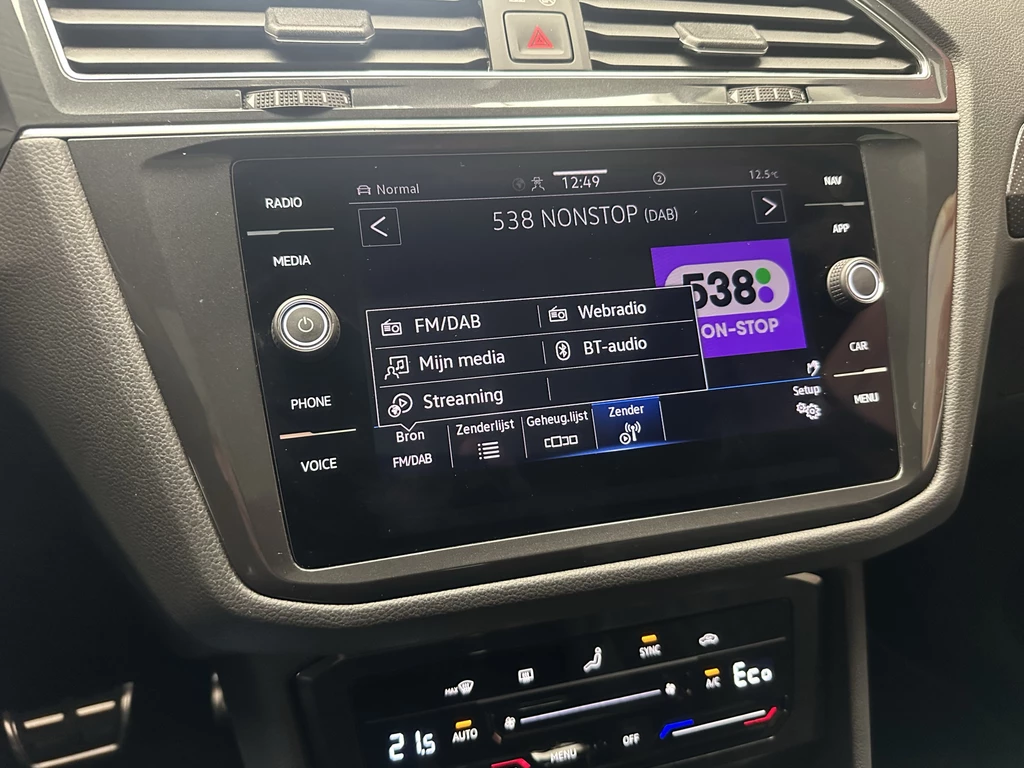 Normal
12:49
2
12.5°C
NAV
RADIO
538 NONSTOP (DAB)
APP
MEDIA
538
ON-STOP
FM/DAB
Webradio
Mijn media
BT-audio
Streaming
CAR
PHONE
Setup
MENU
Bron
Zenderlijst
Geheug.lijst
Zender
FM/DAB
VOICE
MAX
SYNC
A/C
Eco
21,5
AUTO
MENU
OFF